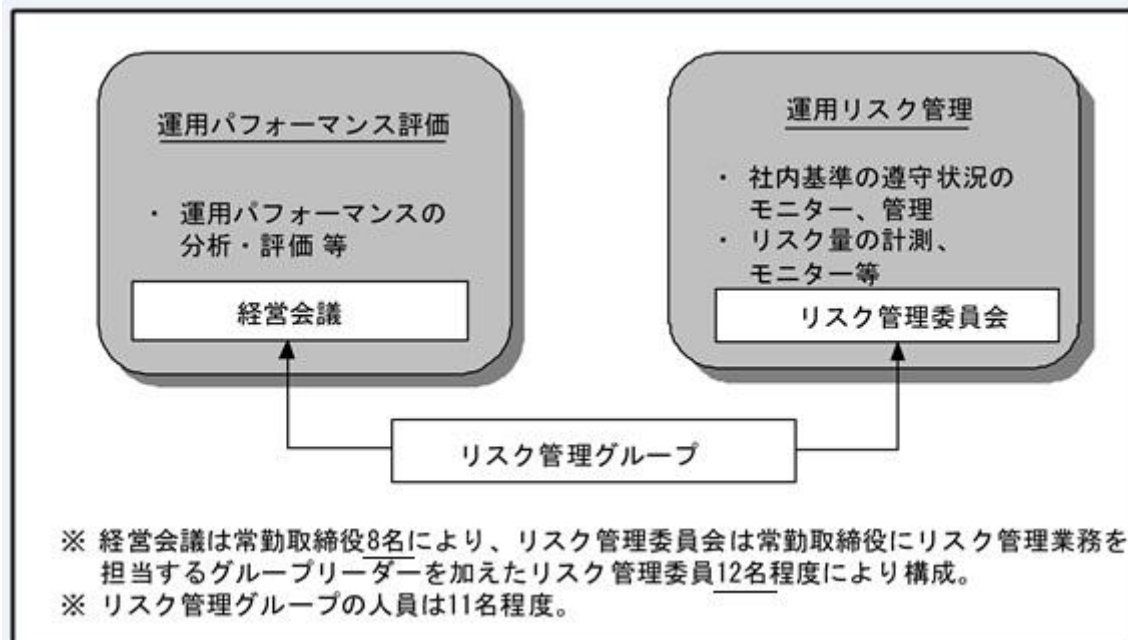 運用パフォーマンス評価
・ 運用パフォーマンスの
分析・評価 等
経営会議
運用リスク管理
・ 社内基準の遵守状況の
モニター、管理
・ リスク量の計測、
モニター等
リスク管理委員会
リスク管理グループ
※ 経営会議は常勤取締役8名により、リスク管理委員会は常勤取締役にリスク管理業務を
担当するグループリーダーを加えたリスク管理委員12名程度により構成。
※ リスク管理グループの人員は11名程度。